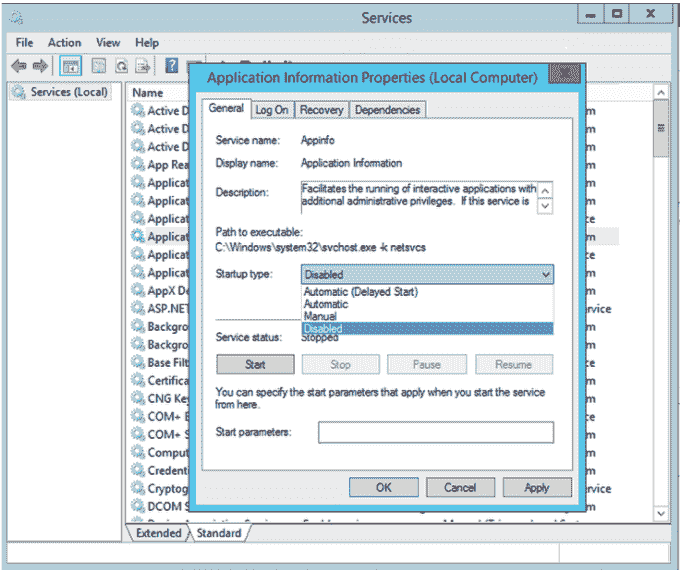 Services
File Action View Help
Services (Local)
Name
Active D
Active D
Active D
App Rea
Applicat
Applicat
Applicat
Applicat
Applicat
Applicat
AppX De
ASP.NET
Backgro
Backgro
Base Filt
Certifica
CNG Key
COM+ E
COM+ S
Comput
Credenti
Cryptog
DCOM S
Application Information Properties (Local Computer)
General Log On Recovery Dependencies
Service name: Appinfo
Display name: Application Information
Description: Facilitates the running of interactive applications with
additional administrative privileges. If this service is
Path to executable:
C:\Windows\system32\svchost.exe -k netsvcs
Startup type: Disabled
Automatic (Delayed Start)
Automatic
Manual
Disabled
Service status: Stopped
Start Stop Pause Resume
You can specify the start parameters that apply when you start the service
from here.
Start parameters:
OK Cancel Apply
Extended Standard